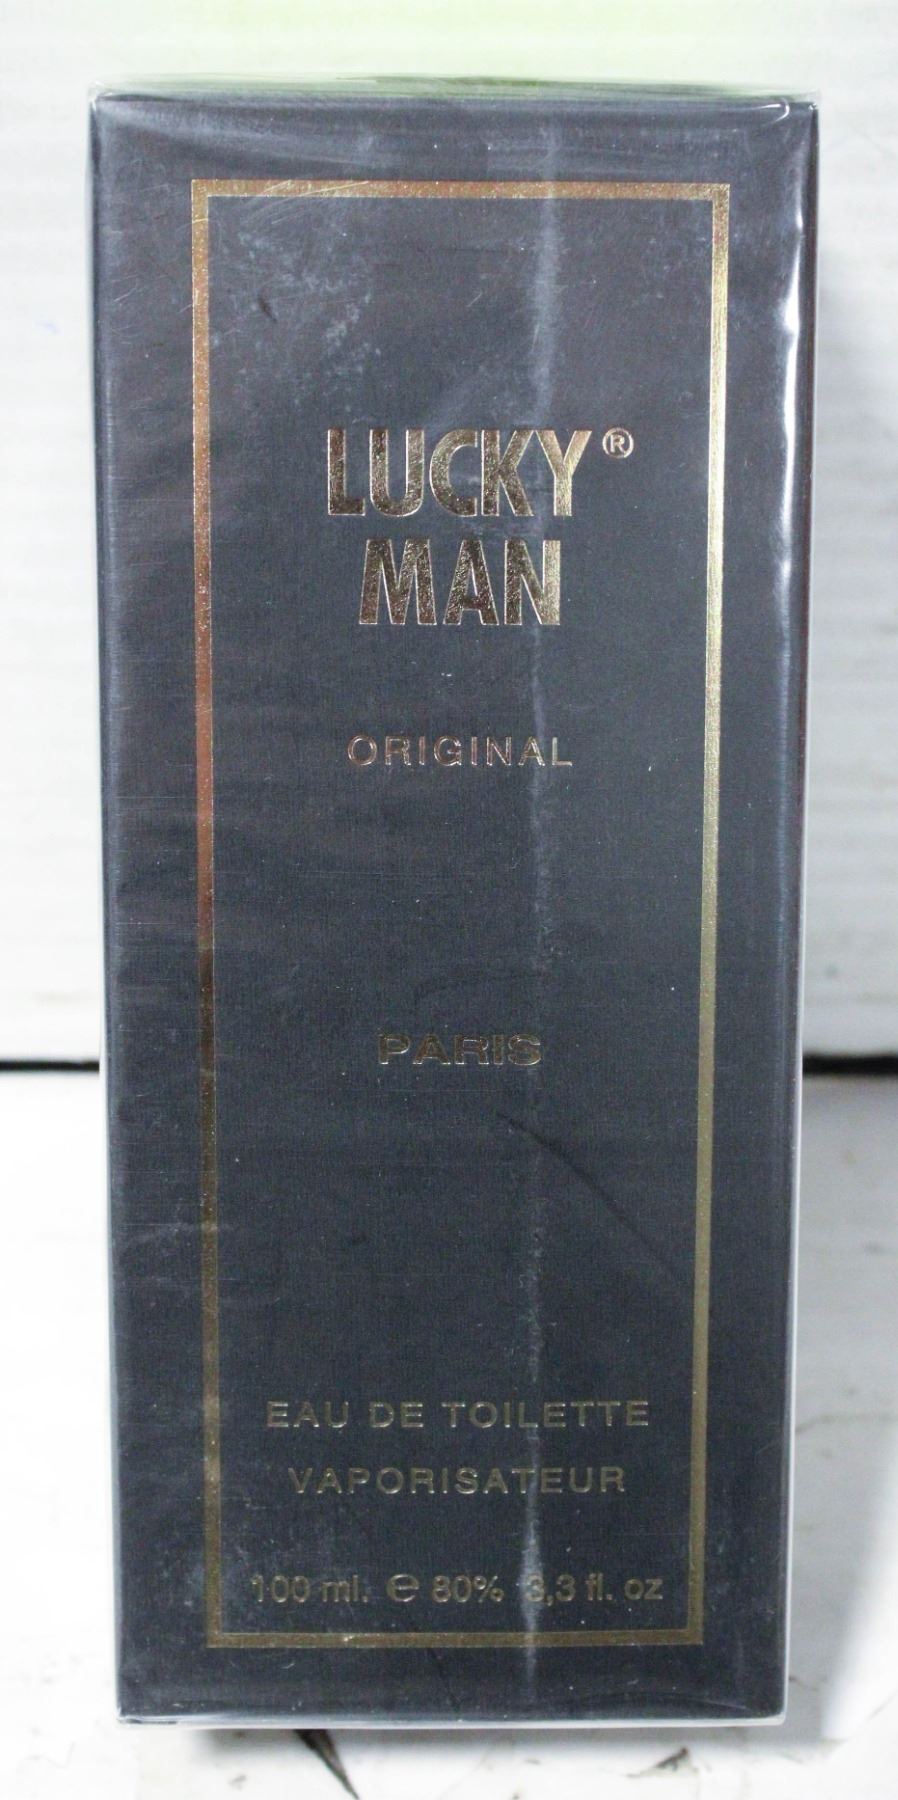 LUCKY®
MAN
ORIGINAL
PARIS
EAU DE TOILETTE
VAPORISATEUR
100 ml. ℮ 80% 3,3 fl. oz